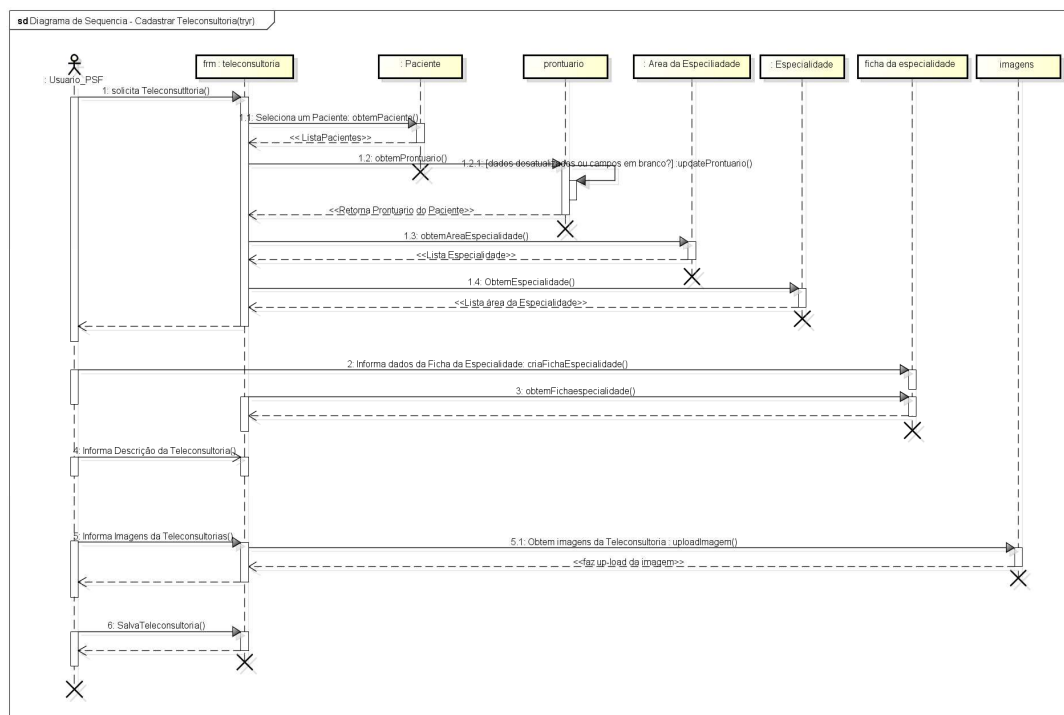 sd Diagrama de Sequencia - Cadastrar Teleconsultoria(tryr)
: Usuario_PSF
frm : teleconsultoria
: Paciente
prontuario
: Area da Especiliadade
: Especialidade
ficha da especialidade
imagens
1: solicita Teleconsutltoria()
1.1: Seleciona um Paciente: obtemPaciente()
<< ListaPacientes>>
1.2: obtemProntuario()
1.2.1: [dados desatualizados ou campos em branco?] :updateProntuario()
<<Retorna Prontuario do Paciente>>
1.3: obtemAreaEspecialidade()
<<Lista Especialidade>>
1.4: ObtemEspecialidade()
<<Lista área da Especialidade>>
2: Informa dados da Ficha da Especialidade: criaFichaEspecialidade()
3: obtemFichaespecialidade()
4: Informa Descrição da Teleconsultoria()
5: Informa Imagens da Teleconsultorias()
5.1: Obtem imagens da Teleconsultoria : uploadImagem()
<<faz up-load da imagem>>
6: SalvaTeleconsultoria()